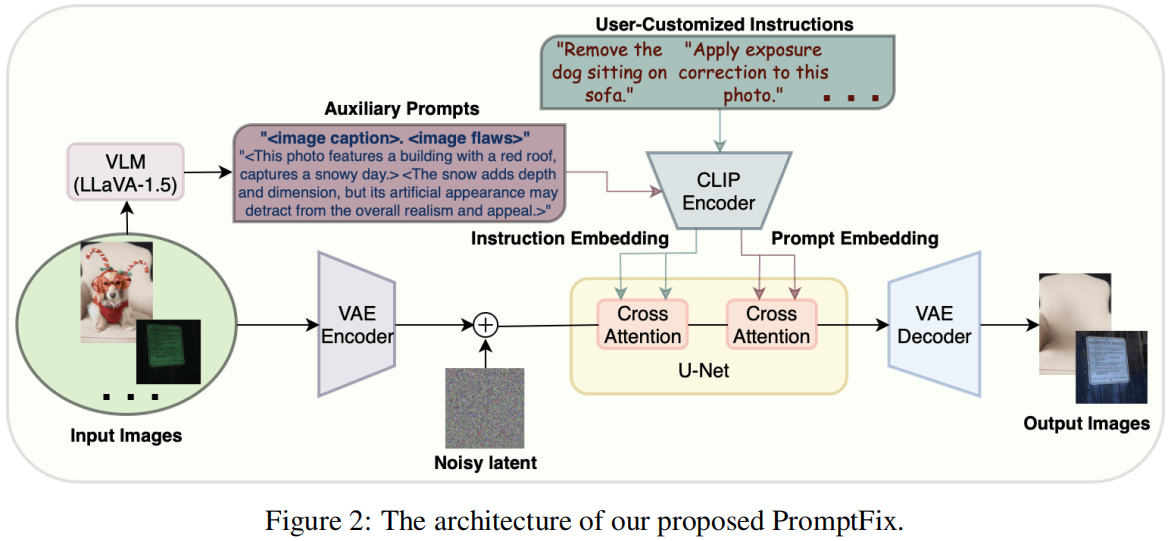 User-Customized Instructions
"Remove the
dog sitting on
sofa."
"Apply exposure
correction to this
photo."
. . .
Auxiliary Prompts
"<image caption>. <image flaws>"
"<This photo features a building with a red roof,
captures a snowy day.> <The snow adds depth
and dimension, but its artificial appearance may
detract from the overall realism and appeal.>"
VLM
(LLaVA-1.5)
CLIP
Encoder
Instruction Embedding
Prompt Embedding
VAE
Encoder
+
Cross
Attention
Cross
Attention
U-Net
VAE
Decoder
. . .
Input Images
Noisy latent
Output Images
Figure 2: The architecture of our proposed PromptFix.